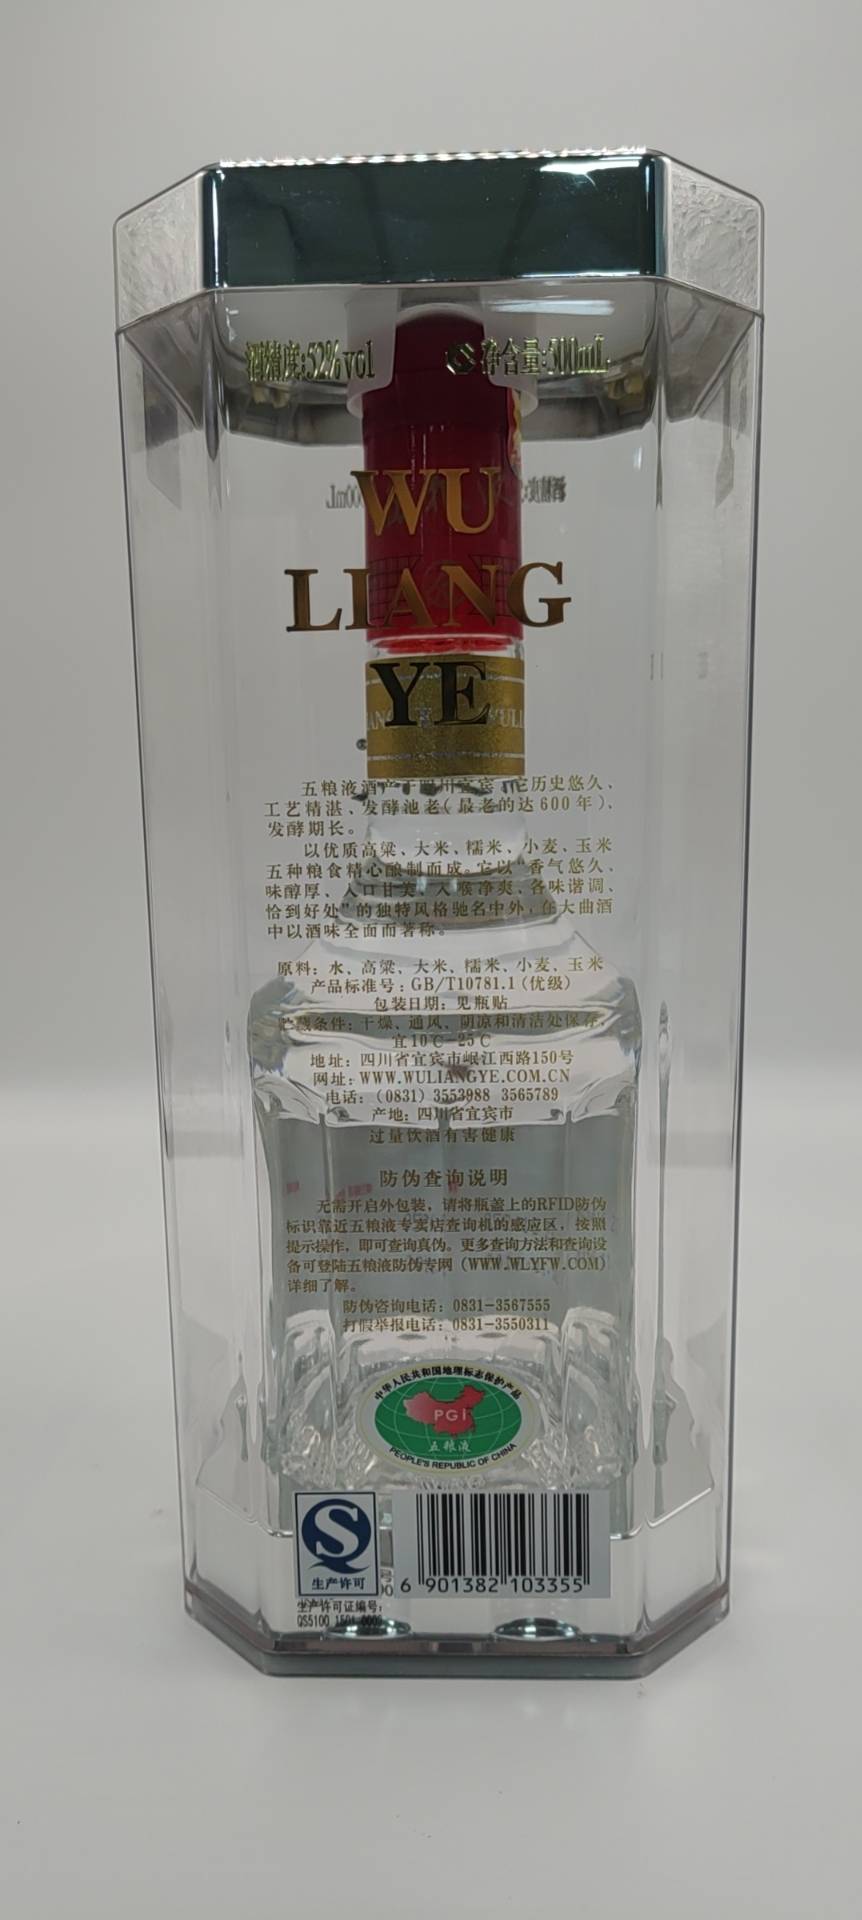 酒精度:52%vol 净含量:500mL
WU
LIANG
YE
五粮液酒产于四川宜宾，它历史悠久、
工艺精湛、发酵池老(最老的达600年)、
发酵期长。
以优质高粱、大米、糯米、小麦、玉米
五种粮食精心酿制而成。它以“香气悠久、
味醇厚、入口甘美、入喉净爽、各味谐调、
恰到好处”的独特风格驰名中外，在大曲酒
中以酒味全面而著称。
原料：水、高粱、大米、糯米、小麦、玉米
产品标准号：GB/T10781.1(优级)
包装日期：见瓶贴
贮藏条件：干燥、通风、阴凉和清洁处保存，
宜10℃-25℃
地址：四川省宜宾市岷江西路150号
网址：WWW.WULIANGYE.COM.CN
电话：(0831) 3553988 3565789
产地：四川省宜宾市
过量饮酒有害健康
防伪查询说明
无需开启外包装，请将瓶盖上的RFID防伪
标识靠近五粮液专卖店查询机的感应区，按照
提示操作，即可查询真伪。更多查询方法和查询设
备可登陆五粮液防伪专网 (WWW.WLYFW.COM)
详细了解。
防伪咨询电话：0831-3567555
打假举报电话：0831-3550311
中华人民共和国地理标志保护产品
PGI
五粮液
PEOPLE'S REPUBLIC OF CHINA
生产许可
6 901382 103355
生产许可证编号：
QS5100 1501 0003